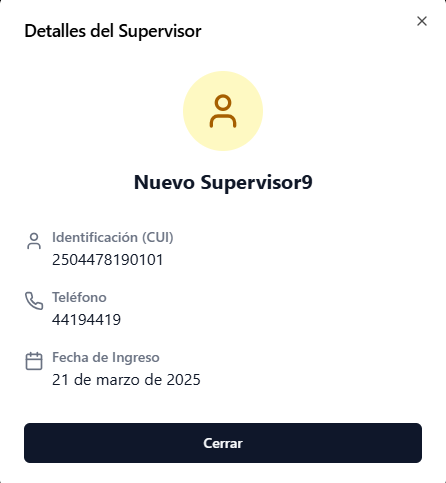 Detalles del Supervisor
Nuevo Supervisor9
Identificación (CUI)
2504478190101
Teléfono
44194419
Fecha de Ingreso
21 de marzo de 2025
Cerrar